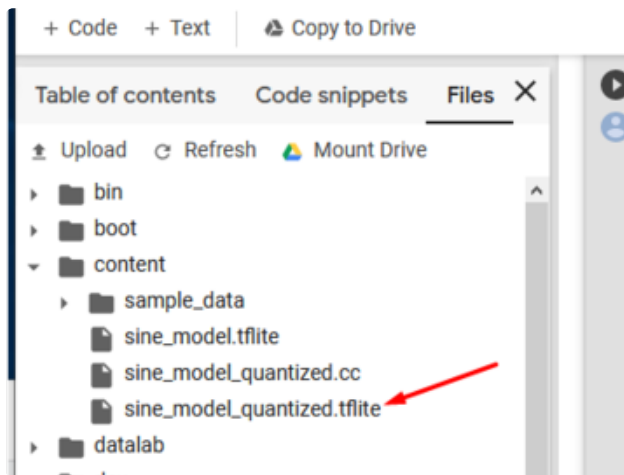 + Code + Text Copy to Drive
Table of contents Code snippets Files
Upload Refresh Mount Drive
bin
boot
content
sample_data
sine_model.tflite
sine_model_quantized.cc
sine_model_quantized.tflite
datalab